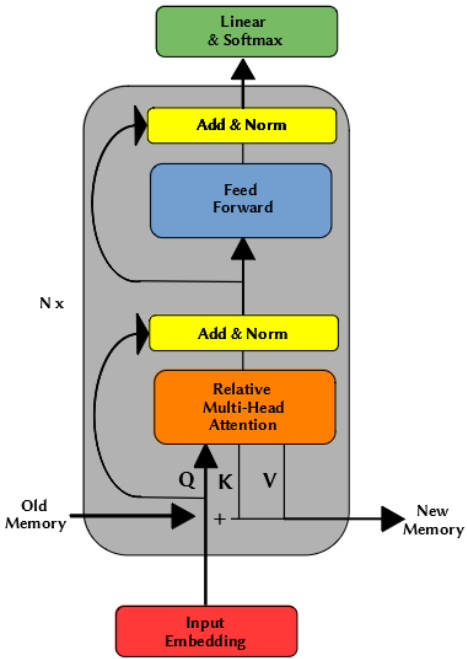 Linear
& Softmax
Add & Norm
Feed
Forward
N x
Add & Norm
Relative
Multi-Head
Attention
Q K V
Old
Memory
+
New
Memory
Input
Embedding